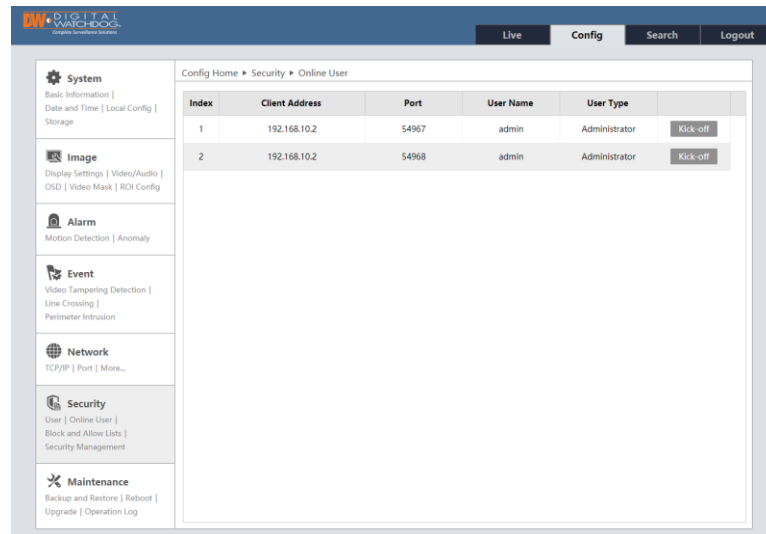 DW DIGITAL
WATCHDOG.
Complete Surveillance Solutions
Live Config Search Logout
System
Basic Information |
Date and Time | Local Config |
Storage
Image
Display Settings | Video/Audio |
OSD | Video Mask | ROI Config
Alarm
Motion Detection | Anomaly
Event
Video Tampering Detection |
Line Crossing |
Perimeter Intrusion
Network
TCP/IP | Port | More...
Security
User | Online User |
Block and Allow Lists |
Security Management
Maintenance
Backup and Restore | Reboot |
Upgrade | Operation Log
Config Home ▸ Security ▸ Online User
Index Client Address Port User Name User Type
1 192.168.10.2 54967 admin Administrator Kick-off
2 192.168.10.2 54968 admin Administrator Kick-off